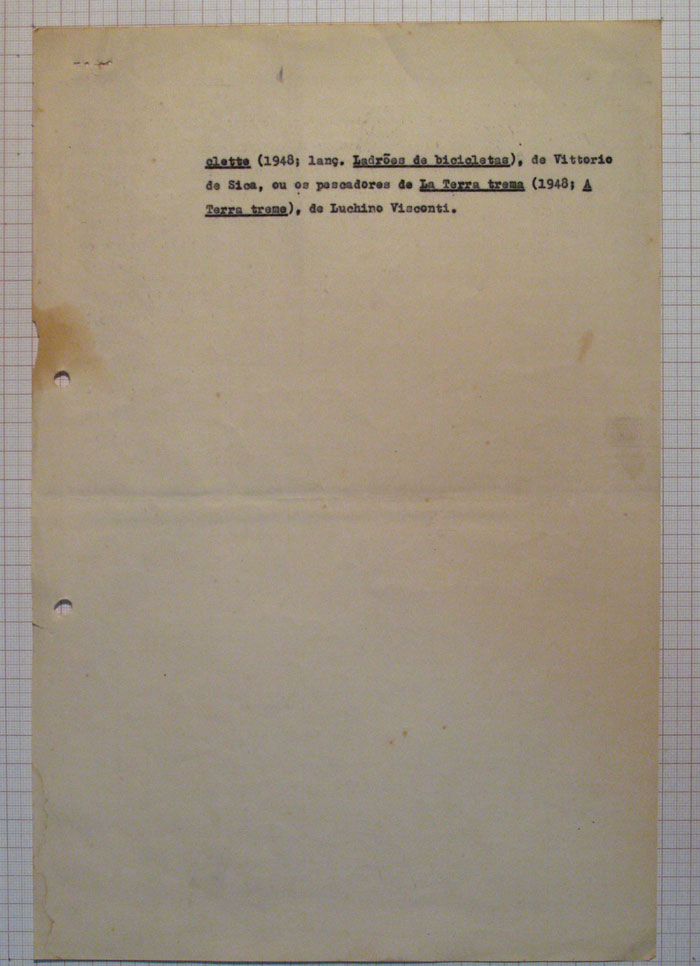 clette (1948; lanç. Ladrões de bicicletas), de Vittorio
de Sica, ou os pescadores de La Terra trema (1948; A
Terra treme), de Luchino Visconti.